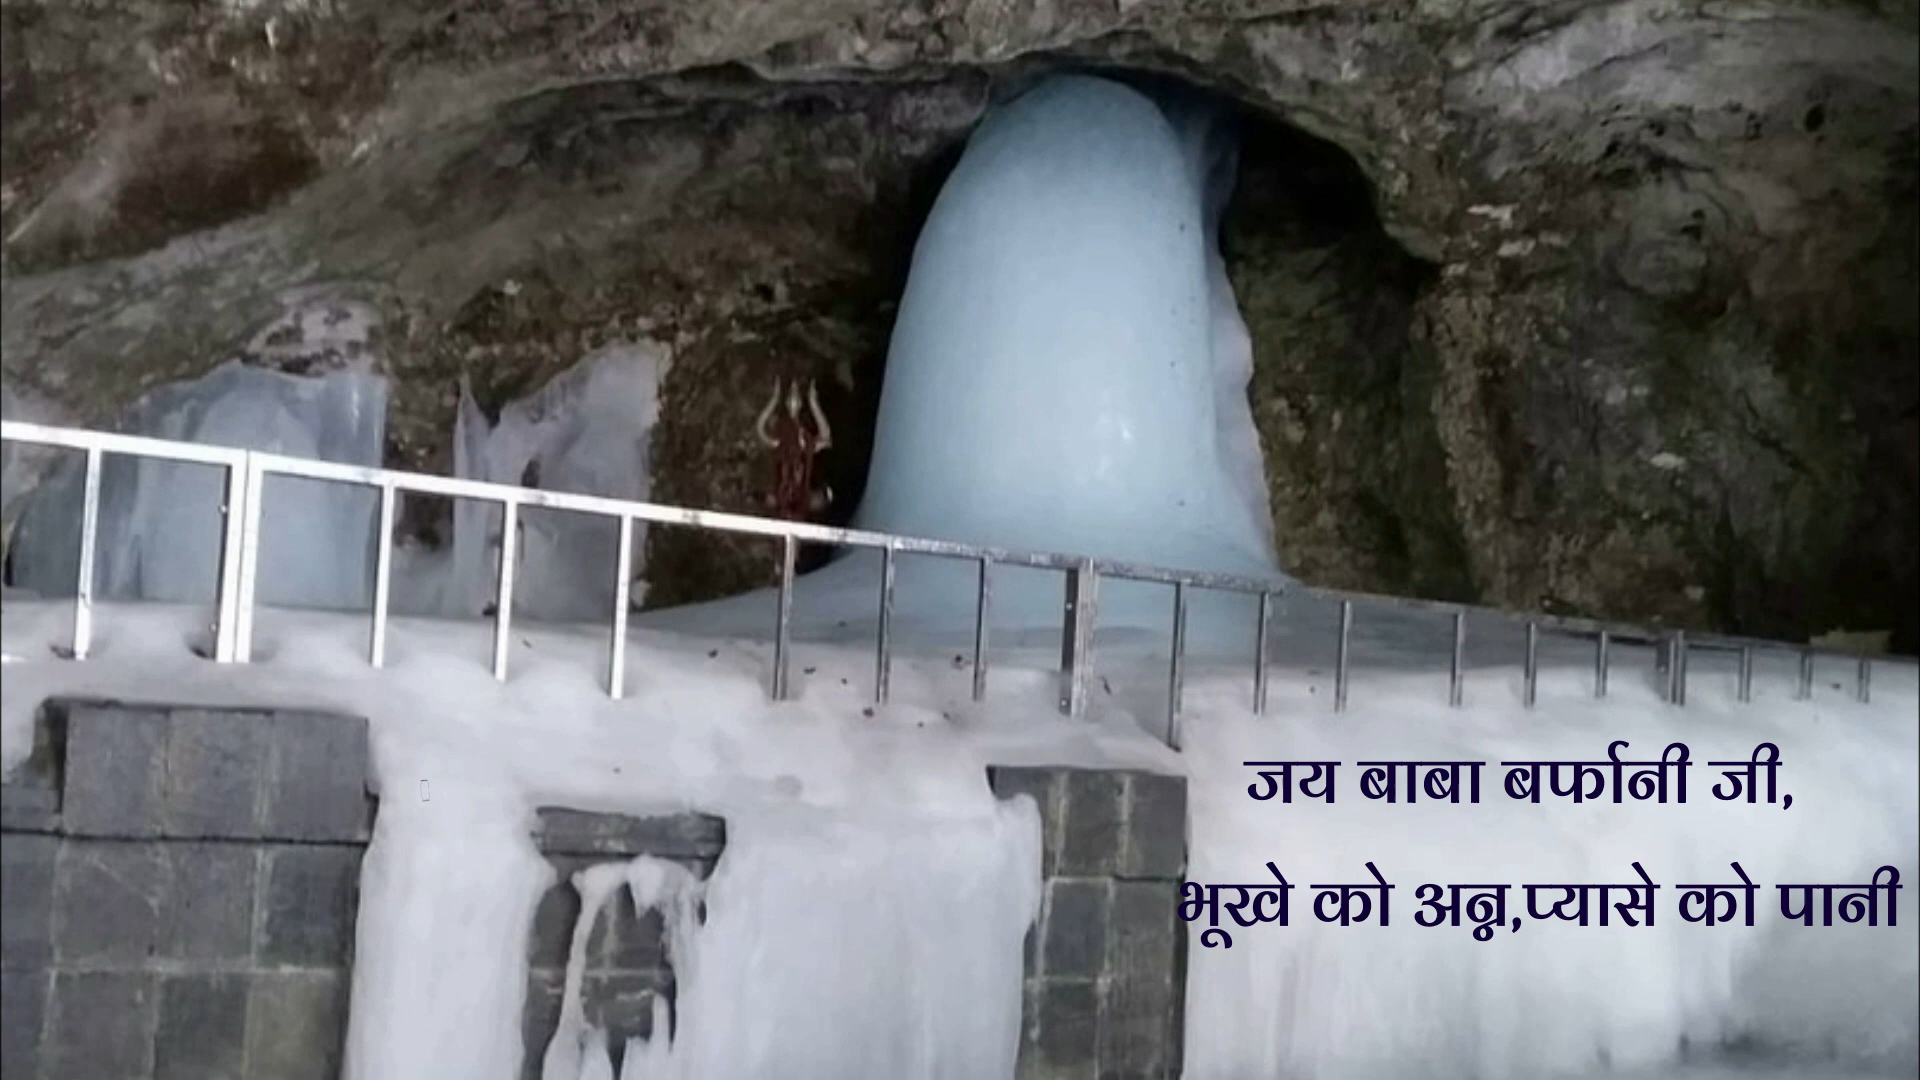 जय बाबा बर्फानी जी,
भूखे को अन्न,प्यासे को पानी